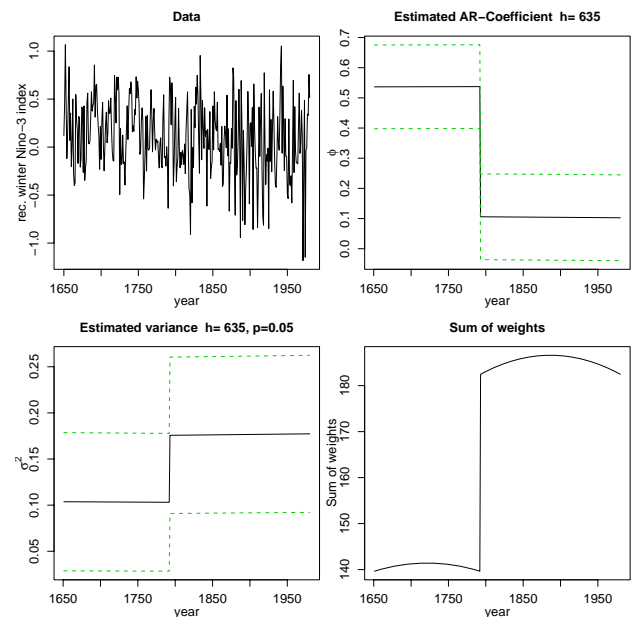 Data
rec. winter Nino−3 index
−1.0 −0.5 0.0 0.5 1.0
1650 1750 1850 1950
year
Estimated AR−Coefficient h= 635
ϕ
0.0 0.1 0.2 0.3 0.4 0.5 0.6 0.7
1650 1750 1850 1950
year
Estimated variance h= 635, p=0.05
σ²
0.05 0.10 0.15 0.20 0.25
1650 1750 1850 1950
year
Sum of weights
Sum of weights
140 150 160 170 180
1650 1750 1850 1950
year